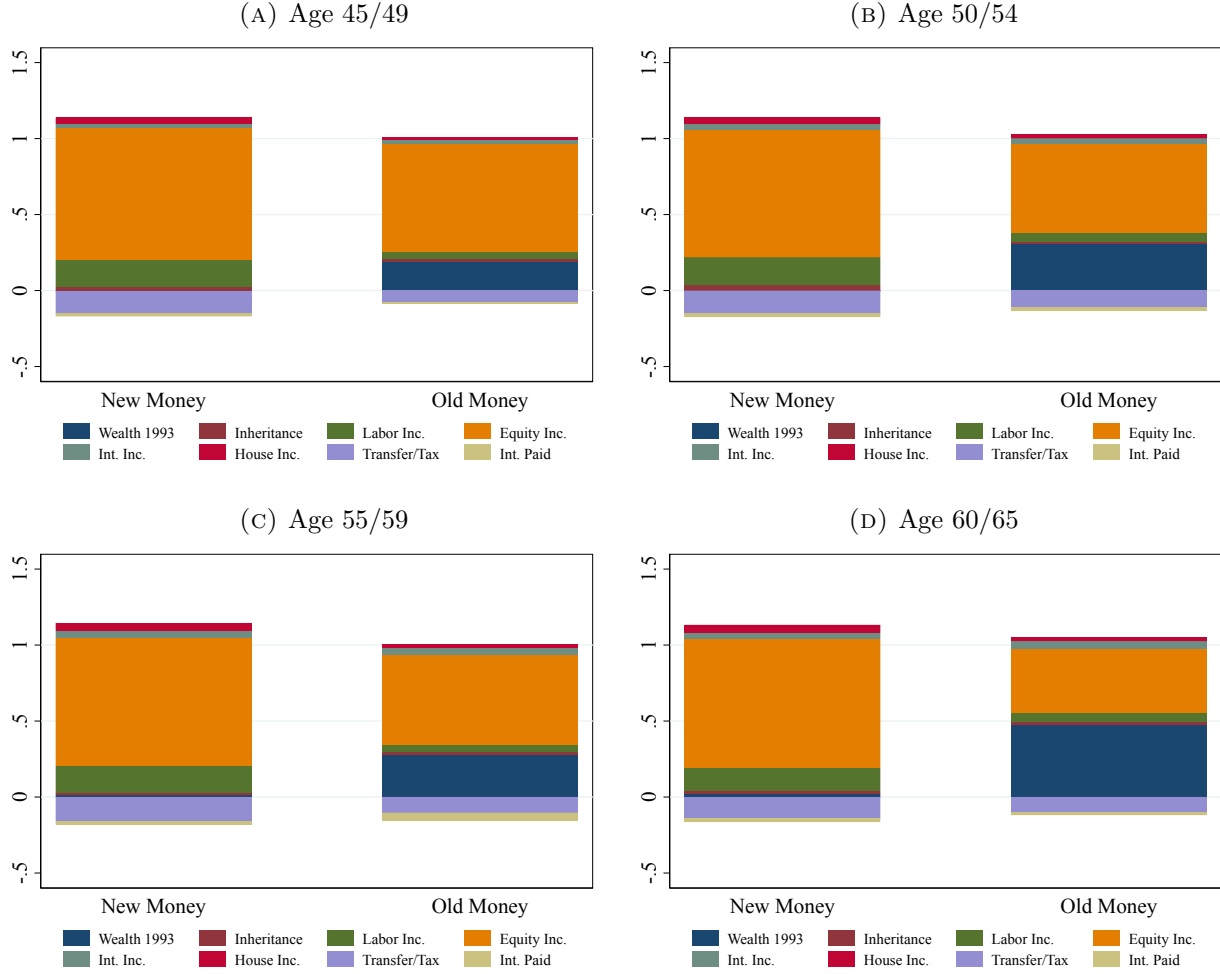 (A) Age 45/49
1.5
1
.5
0
-.5
New Money Old Money
Wealth 1993 Inheritance Labor Inc. Equity Inc.
Int. Inc. House Inc. Transfer/Tax Int. Paid
(B) Age 50/54
1.5
1
.5
0
-.5
New Money Old Money
Wealth 1993 Inheritance Labor Inc. Equity Inc.
Int. Inc. House Inc. Transfer/Tax Int. Paid
(C) Age 55/59
1.5
1
.5
0
-.5
New Money Old Money
Wealth 1993 Inheritance Labor Inc. Equity Inc.
Int. Inc. House Inc. Transfer/Tax Int. Paid
(D) Age 60/65
1.5
1
.5
0
-.5
New Money Old Money
Wealth 1993 Inheritance Labor Inc. Equity Inc.
Int. Inc. House Inc. Transfer/Tax Int. Paid